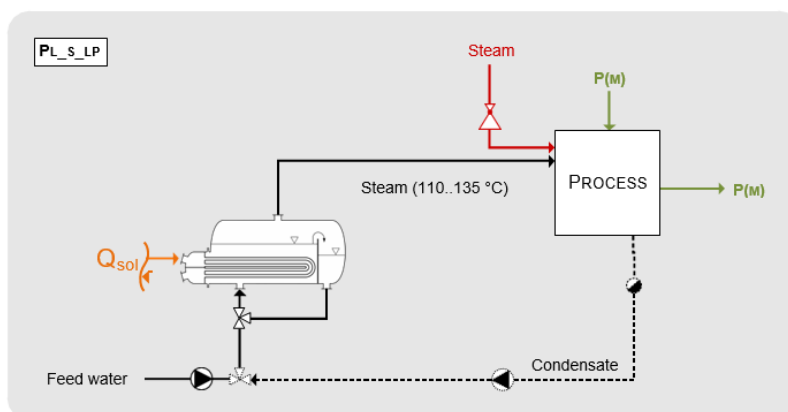 PL_S_LP
Steam
P(M)
PROCESS
Steam (110..135 °C)
P(M)
Qsol
Condensate
Feed water